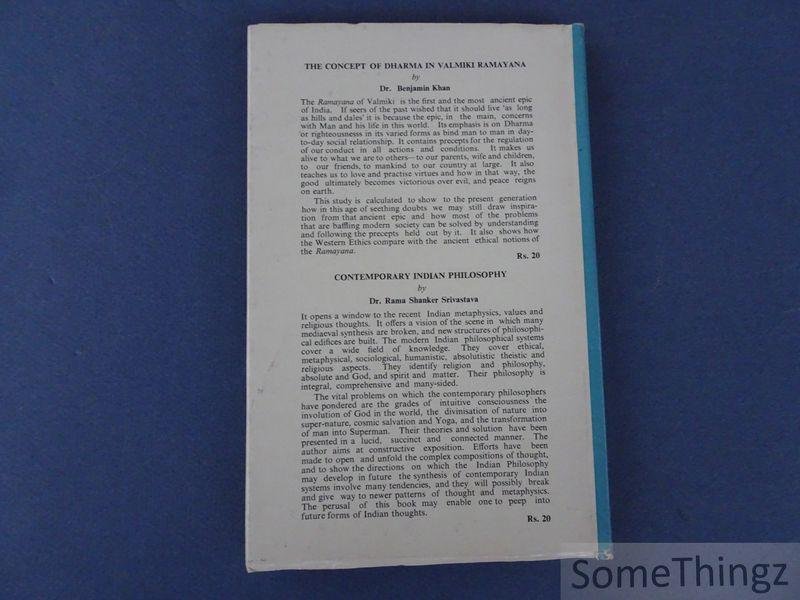 THE CONCEPT OF DHARMA IN VALMIKI RAMAYANA
by
Dr. Benjamin Khan
The Ramayana of Valmiki is the first and the most ancient epic
of India. If seers of the past wished that it should live 'as long
as hills and dales' it is because the epic, in the main, concerns
with Man and his life in this world. Its emphasis is on Dharma
or righteousnesss in its varied forms as bind man to man in day-
to-day social relationship. It contains precepts for the regulation
of our conduct in all actions and conditions. It makes us
alive to what we are to others—to our parents, wife and children,
to our friends, to mankind to our country at large. It also
teaches us to love and practise virtues and how in that way, the
good ultimately becomes victorious over evil, and peace reigns
on earth.
This study is calculated to show to the present generation
how in this age of seething doubts we may still draw inspira-
tion from that ancient epic and how most of the problems
that are baffling modern society can be solved by understanding
and following the precepts held out by it. It also shows how
the Western Ethics compare with the ancient ethical notions of
the Ramayana.
Rs. 20
CONTEMPORARY INDIAN PHILOSOPHY
by
Dr. Rama Shanker Srivastava
It opens a window to the recent Indian metaphysics, values and
religious thoughts. It offers a vision of the scene in which many
mediaeval synthesis are broken, and new structures of philosophi-
cal edifices are built. The modern Indian philosophical systems
cover a wide field of knowledge. They cover ethical,
metaphysical, sociological, humanistic, absolutistic theistic and
religious aspects. They identify religion and philosophy,
absolute and God, and spirit and matter. Their philosophy is
integral, comprehensive and many-sided.
The vital problems on which the contemporary philosophers
have pondered are the grades of intuitive consciousness the
involution of God in the world, the divinisation of nature into
super-nature, cosmic salvation and Yoga, and the transformation
of man into Superman. Their theories and solution have been
presented in a lucid, succinct and connected manner. The
author aims at constructive exposition. Efforts have been
made to open and unfold the complex compositions of thought,
and to show the directions on which the Indian Philosophy
may develop in future the synthesis of contemporary Indian
systems involve many tendencies, and they will possibly break
and give way to newer patterns of thought and metaphysics.
The perusal of this book may enable one to peep into
future forms of Indian thoughts.
Rs. 20
SomeThingz